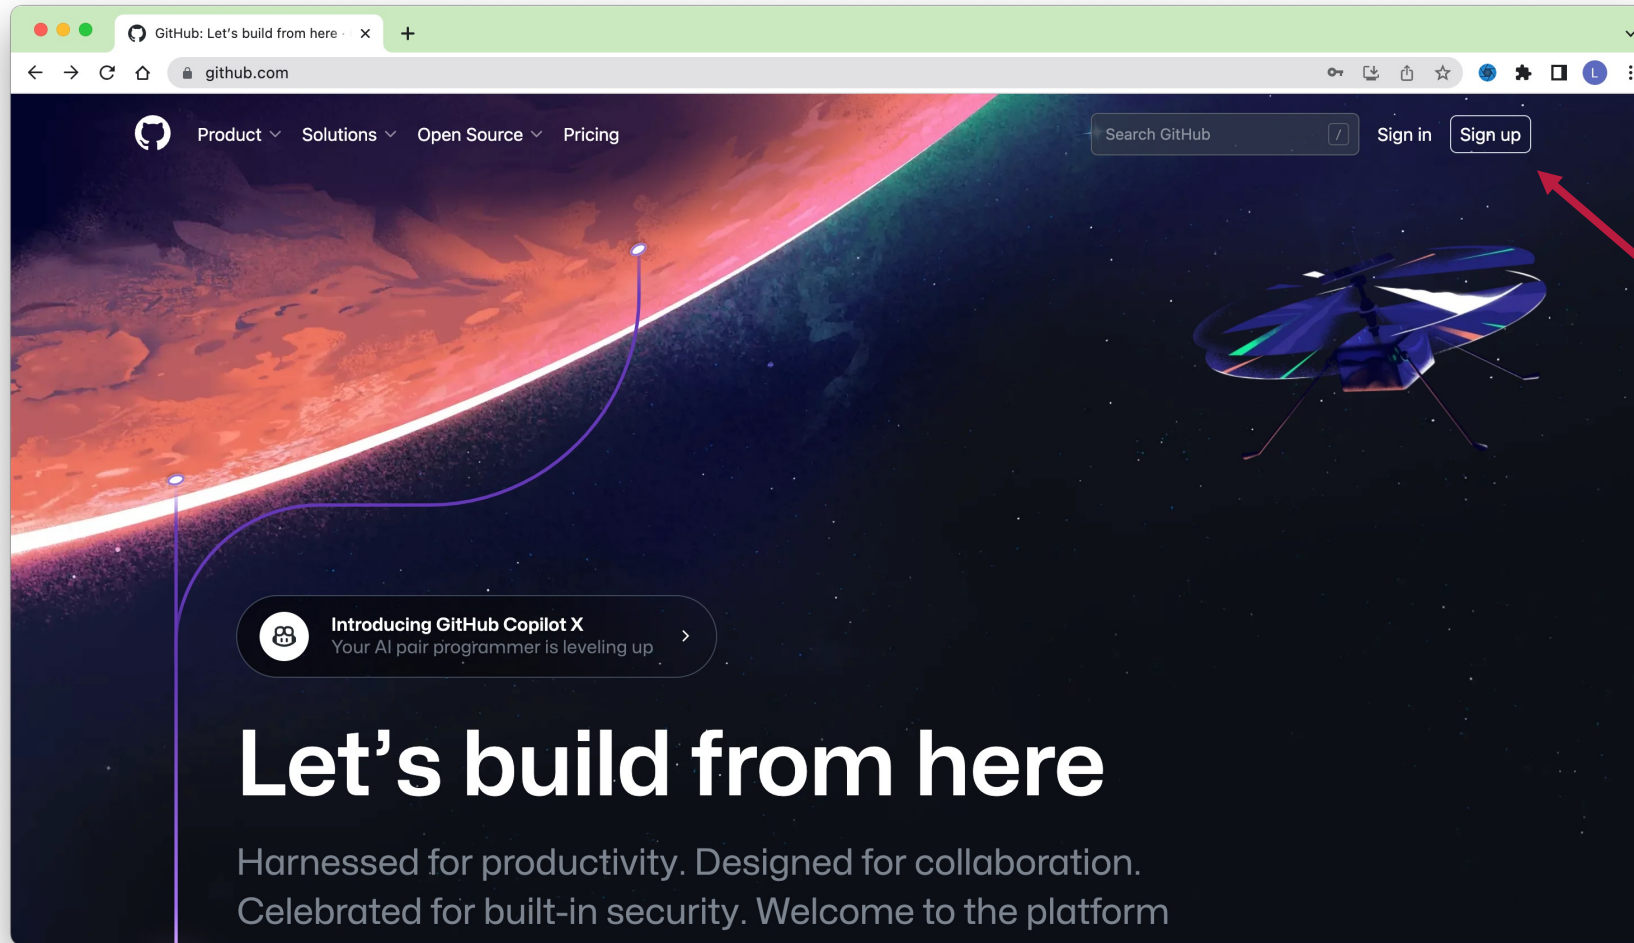 GitHub: Let's build from here ·
github.com
L
Product
Solutions
Open Source
Pricing
Search GitHub
/
Sign in
Sign up
Introducing GitHub Copilot X
Your AI pair programmer is leveling up
Let's build from here
Harnessed for productivity. Designed for collaboration.
Celebrated for built-in security. Welcome to the platform